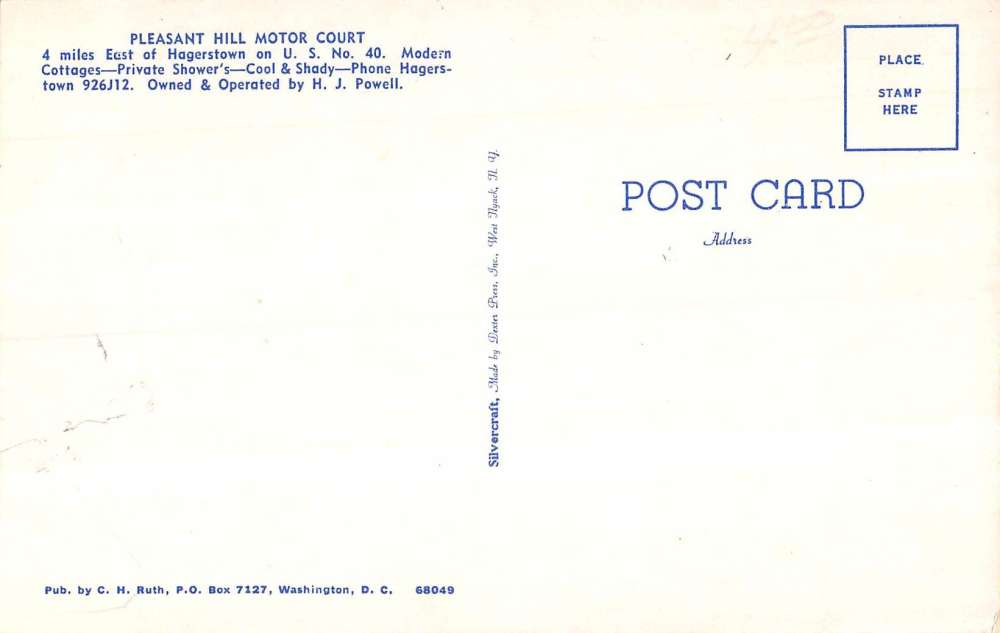 PLEASANT HILL MOTOR COURT
4 miles East of Hagerstown on U. S. No. 40. Modern
Cottages—Private Shower's—Cool & Shady—Phone Hagers-
town 926J12. Owned & Operated by H. J. Powell.
PLACE
STAMP
HERE
POST CARD
Address
Silvercraft, Made by Dexter Press, Inc., West Nyack, N. Y.
Pub. by C. H. Ruth, P.O. Box 7127, Washington, D. C. 68049